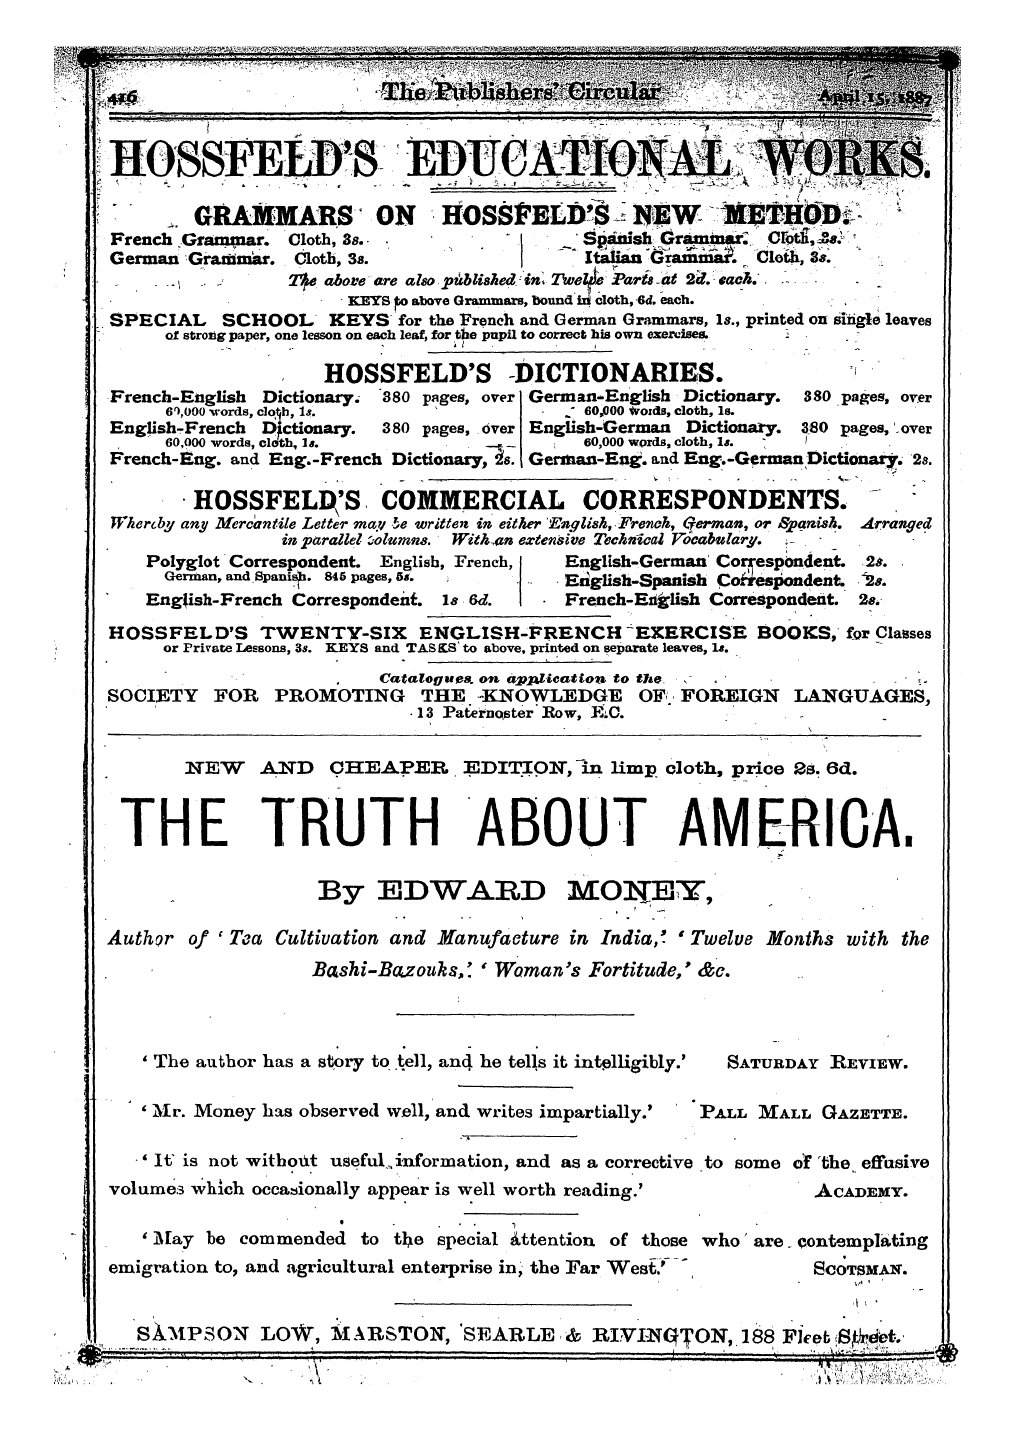 416 The Publishers' Circular April 15, 1887
HOSSFELD'S EDUCATIONAL WORKS.
GRAMMARS ON HOSSFELD'S NEW METHOD.
French Grammar. Cloth, 3s.
German Grammar. Cloth, 3s.
Spanish Grammar. Cloth, 3s.
Italian Grammar. Cloth, 3s.
The above are also published in Twelve Parts at 2d. each.
KEYS to above Grammars, bound in cloth, 6d. each.
SPECIAL SCHOOL KEYS for the French and German Grammars, 1s., printed on single leaves
of strong paper, one lesson on each leaf, for the pupil to correct his own exercises.
HOSSFELD'S DICTIONARIES.
French-English Dictionary. 380 pages, over
60,000 words, cloth, 1s.
English-French Dictionary. 380 pages, over
60,000 words, cloth, 1s.
French-Eng. and Eng.-French Dictionary, 2s.
German-English Dictionary. 380 pages, over
60,000 words, cloth, 1s.
English-German Dictionary. 380 pages, over
60,000 words, cloth, 1s.
German-Eng. and Eng.-German Dictionary. 2s.
HOSSFELD'S COMMERCIAL CORRESPONDENTS.
Whereby any Mercantile Letter may be written in either English, French, German, or Spanish. Arranged
in parallel columns. With an extensive Technical Vocabulary.
Polyglot Correspondent. English, French,
German, and Spanish. 845 pages, 5s.
English-French Correspondent. 1s 6d.
English-German Correspondent. 2s.
English-Spanish Correspondent. 2s.
French-English Correspondent. 2s.
HOSSFELD'S TWENTY-SIX ENGLISH-FRENCH EXERCISE BOOKS, for Classes
or Private Lessons, 3s. KEYS and TASKS to above, printed on separate leaves, 1s.
Catalogues on application to the
SOCIETY FOR PROMOTING THE KNOWLEDGE OF FOREIGN LANGUAGES,
13 Paternoster Row, E.C.
NEW AND CHEAPER EDITION, in limp cloth, price 2s. 6d.
THE TRUTH ABOUT AMERICA.
By EDWARD MONEY,
Author of ‘Tea Cultivation and Manufacture in India,’ ‘Twelve Months with the
Bashi-Bazouks,’ ‘Woman's Fortitude,’ &c.
‘The author has a story to tell, and he tells it intelligibly.’ SATURDAY REVIEW.
‘Mr. Money has observed well, and writes impartially.’ PALL MALL GAZETTE.
‘It is not without useful information, and as a corrective to some of the effusive
volumes which occasionally appear is well worth reading.’ ACADEMY.
‘May be commended to the special attention of those who are contemplating
emigration to, and agricultural enterprise in, the Far West.’ SCOTSMAN.
SAMPSON LOW, MARSTON, SEARLE & RIVINGTON, 188 Fleet Street.